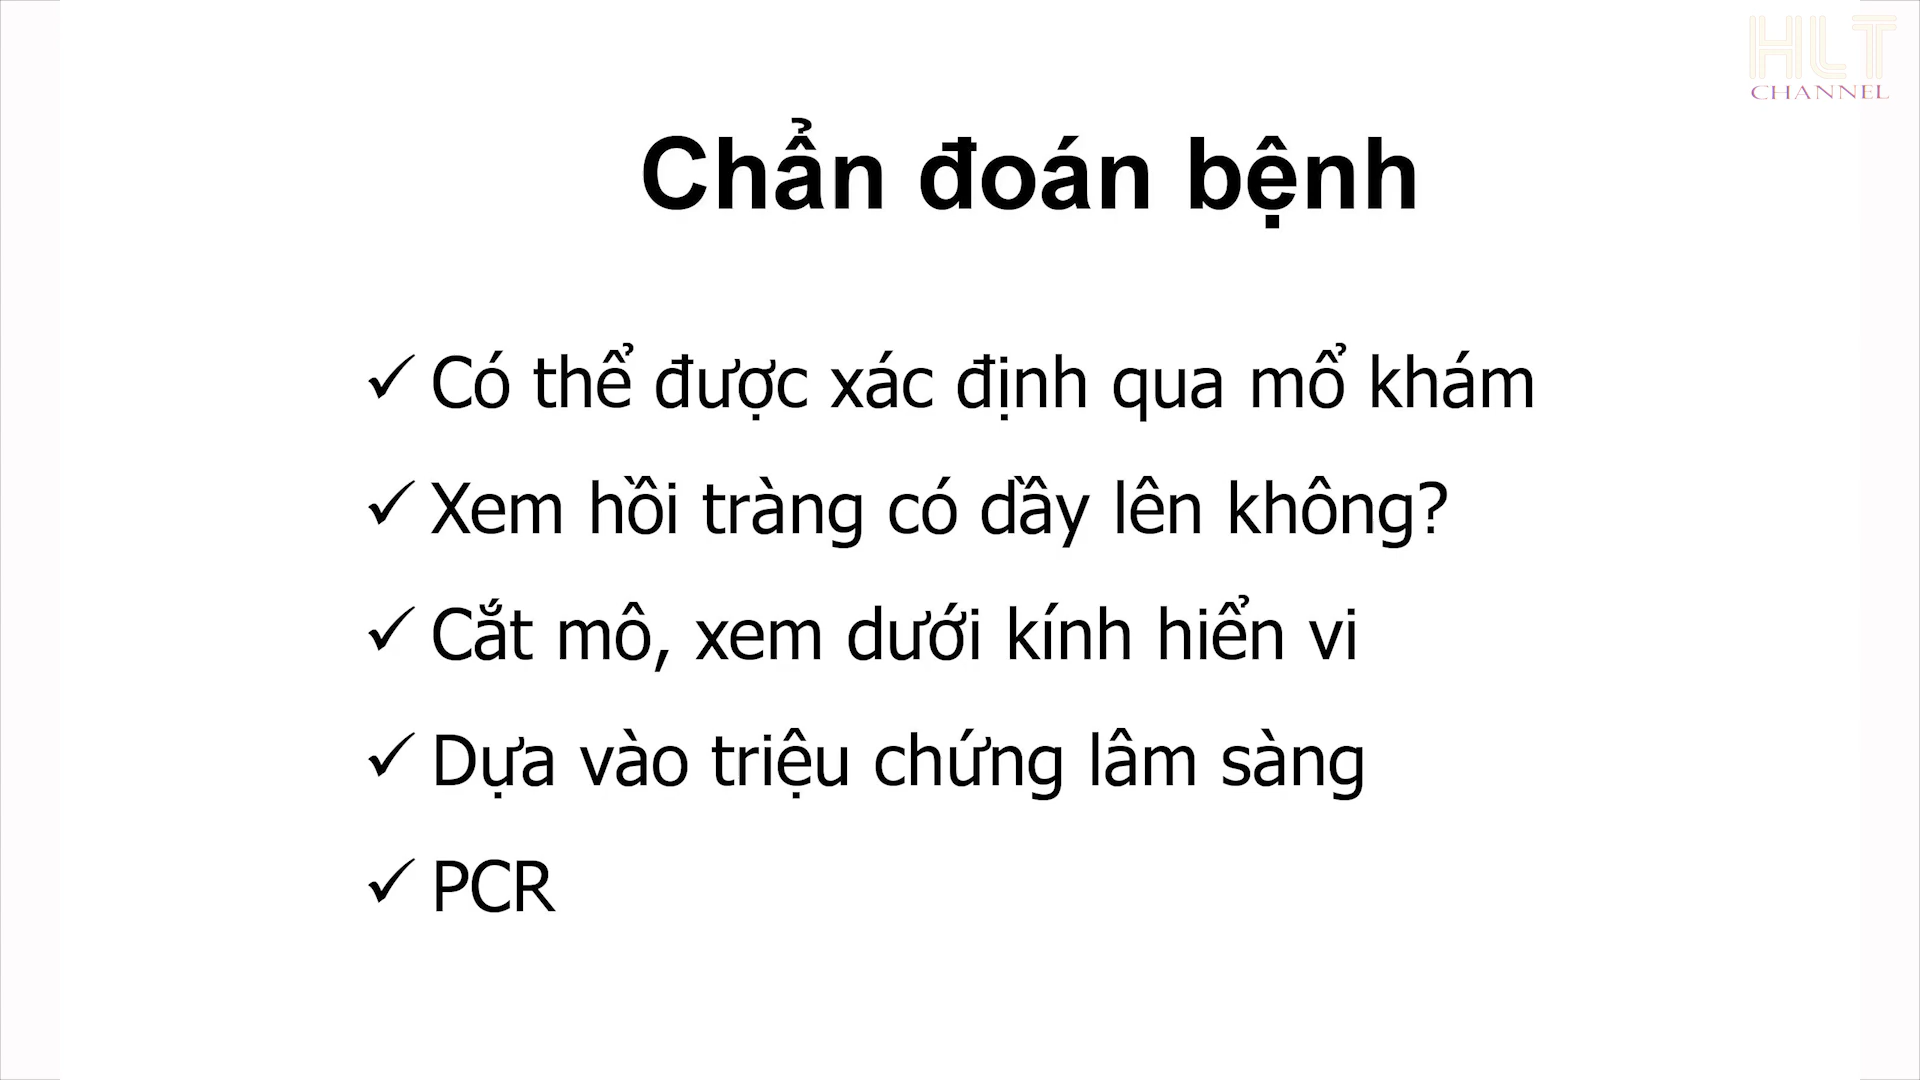 HLT
CHANNEL
Chẩn đoán bệnh
✓ Có thể được xác định qua mổ khám
✓ Xem hồi tràng có dầy lên không?
✓ Cắt mô, xem dưới kính hiển vi
✓ Dựa vào triệu chứng lâm sàng
✓ PCR